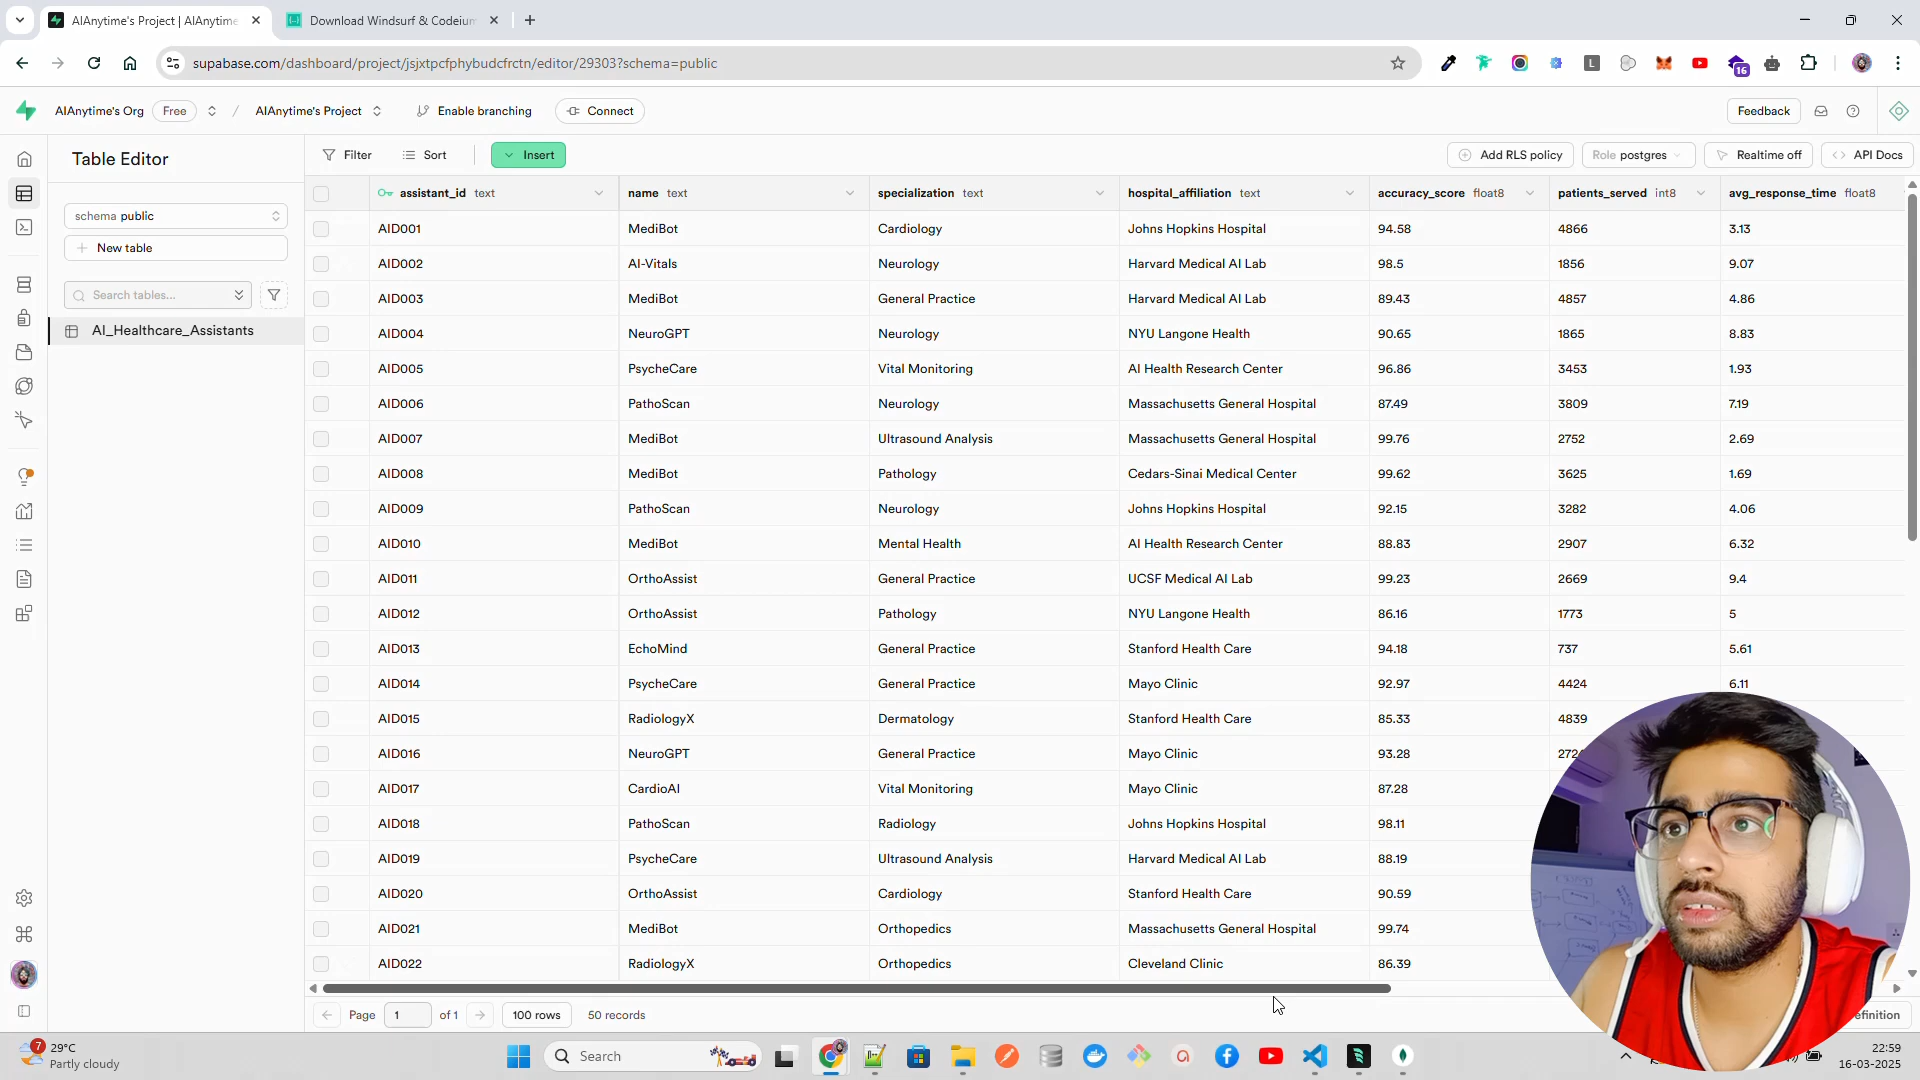 AIAnytime's Project | AIAnytime
Download Windsurf & Codeium
supabase.com/dashboard/project/jsjxtpcfphybudcfrctn/editor/29303?schema=public
16
AIAnytime's Org Free / AIAnytime's Project Enable branching Connect Feedback
Table Editor
Filter Sort Insert Add RLS policy Role postgres Realtime off API Docs
schema public
New table
Search tables...
AI_Healthcare_Assistants
assistant_id text name text specialization text hospital_affiliation text accuracy_score float8 patients_served int8 avg_response_time float8
AID001 MediBot Cardiology Johns Hopkins Hospital 94.58 4866 3.13
AID002 AI-Vitals Neurology Harvard Medical AI Lab 98.5 1856 9.07
AID003 MediBot General Practice Harvard Medical AI Lab 89.43 4857 4.86
AID004 NeuroGPT Neurology NYU Langone Health 90.65 1865 8.83
AID005 PsycheCare Vital Monitoring AI Health Research Center 96.86 3453 1.93
AID006 PathoScan Neurology Massachusetts General Hospital 87.49 3809 7.19
AID007 MediBot Ultrasound Analysis Massachusetts General Hospital 99.76 2752 2.69
AID008 MediBot Pathology Cedars-Sinai Medical Center 99.62 3625 1.69
AID009 PathoScan Neurology Johns Hopkins Hospital 92.15 3282 4.06
AID010 MediBot Mental Health AI Health Research Center 88.83 2907 6.32
AID011 OrthoAssist General Practice UCSF Medical AI Lab 99.23 2669 9.4
AID012 OrthoAssist Pathology NYU Langone Health 86.16 1773 5
AID013 EchoMind General Practice Stanford Health Care 94.18 737 5.61
AID014 PsycheCare General Practice Mayo Clinic 92.97 4424 6.11
AID015 RadiologyX Dermatology Stanford Health Care 85.33 4839
AID016 NeuroGPT General Practice Mayo Clinic 93.28 2724
AID017 CardioAI Vital Monitoring Mayo Clinic 87.28
AID018 PathoScan Radiology Johns Hopkins Hospital 98.11
AID019 PsycheCare Ultrasound Analysis Harvard Medical AI Lab 88.19
AID020 OrthoAssist Cardiology Stanford Health Care 90.59
AID021 MediBot Orthopedics Massachusetts General Hospital 99.74
AID022 RadiologyX Orthopedics Cleveland Clinic 86.39
Page 1 of 1 100 rows 50 records efinition
7 29°C
Partly cloudy
Search
22:59
16-03-2025